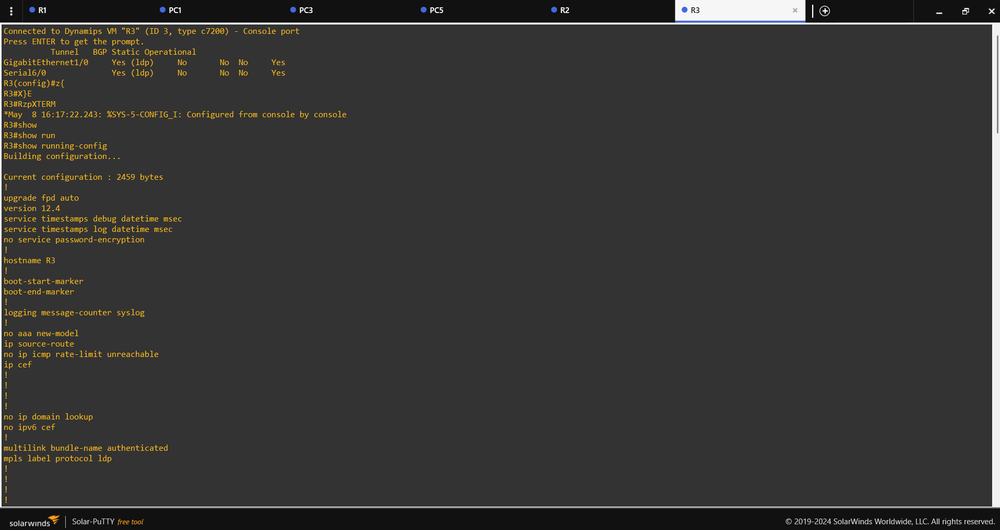 R1
PC1
PC3
PC5
R2
R3
Connected to Dynamips VM "R3" (ID 3, type c7200) - Console port
Press ENTER to get the prompt.
          Tunnel   BGP Static Operational
GigabitEthernet1/0     Yes (ldp)     No       No  No     Yes
Serial6/0              Yes (ldp)     No       No  No     Yes
R3(config)#z{
R3#X}E
R3#RzpXTERM
*May  8 16:17:22.243: %SYS-5-CONFIG_I: Configured from console by console
R3#show
R3#show run
R3#show running-config
Building configuration...
Current configuration : 2459 bytes
!
upgrade fpd auto
version 12.4
service timestamps debug datetime msec
service timestamps log datetime msec
no service password-encryption
!
hostname R3
!
boot-start-marker
boot-end-marker
!
logging message-counter syslog
!
no aaa new-model
ip source-route
no ip icmp rate-limit unreachable
ip cef
!
!
!
!
no ip domain lookup
no ipv6 cef
!
multilink bundle-name authenticated
mpls label protocol ldp
!
!
!
!
solarwinds
Solar-PuTTY free tool
© 2019-2024 SolarWinds Worldwide, LLC. All rights reserved.